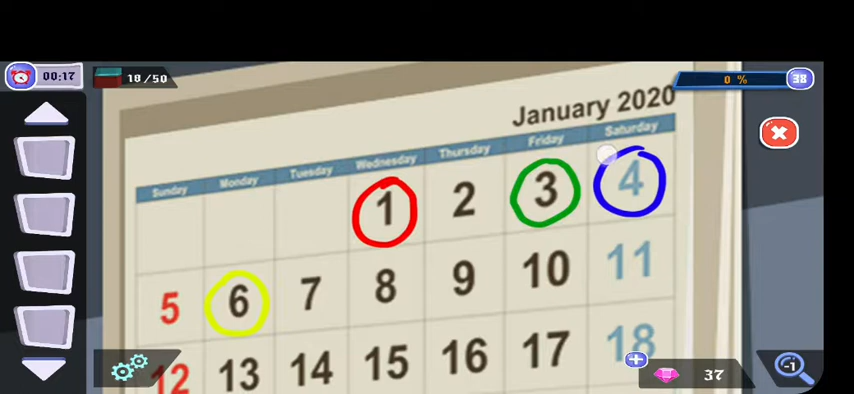 00:17
18/50
0 %
38
January 2020
Sunday Monday Tuesday Wednesday Thursday Friday Saturday
1 2 3 4
5 6 7 8 9 10 11
12 13 14 15 16 17 18
-1
37